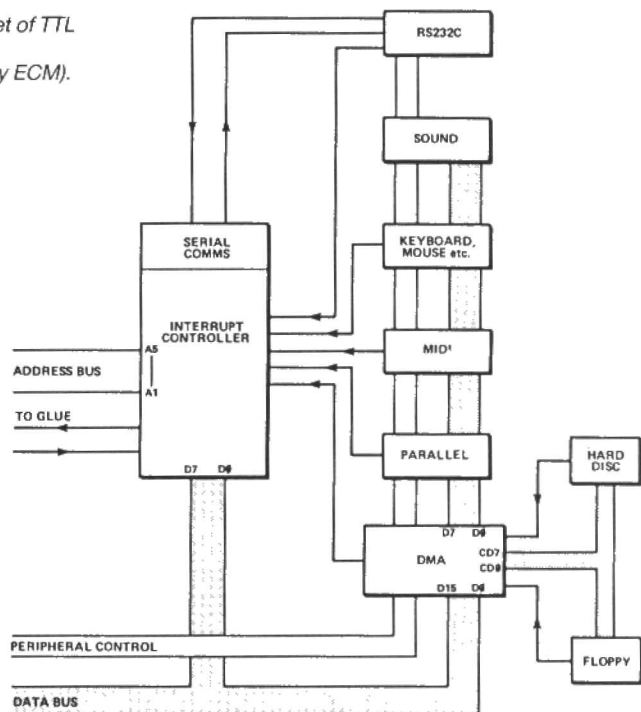 et of TTL
y ECM).
RS232C
SOUND
KEYBOARD,
MOUSE etc.
SERIAL
COMMS
INTERRUPT
CONTROLLER
A5
ADDRESS BUS
A1
TO GLUE
D7 D0
MIDI
PARALLEL
HARD
DISC
D7 D0
CD7
CD0
DMA
D15 D0
PERIPHERAL CONTROL
FLOPPY
DATA BUS